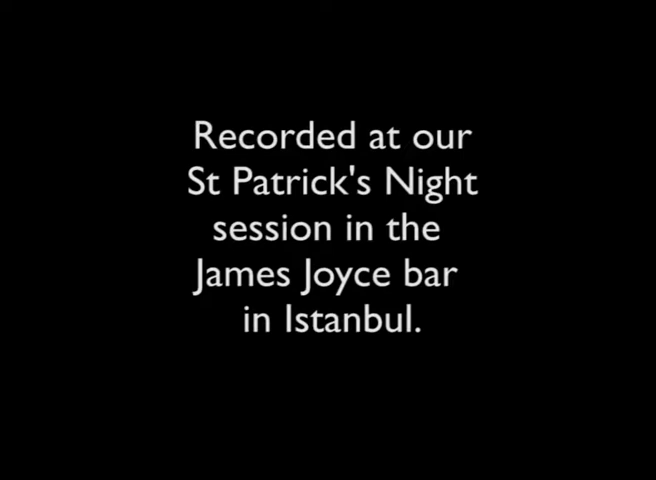 Recorded at our
St Patrick's Night
session in the
James Joyce bar
in Istanbul.